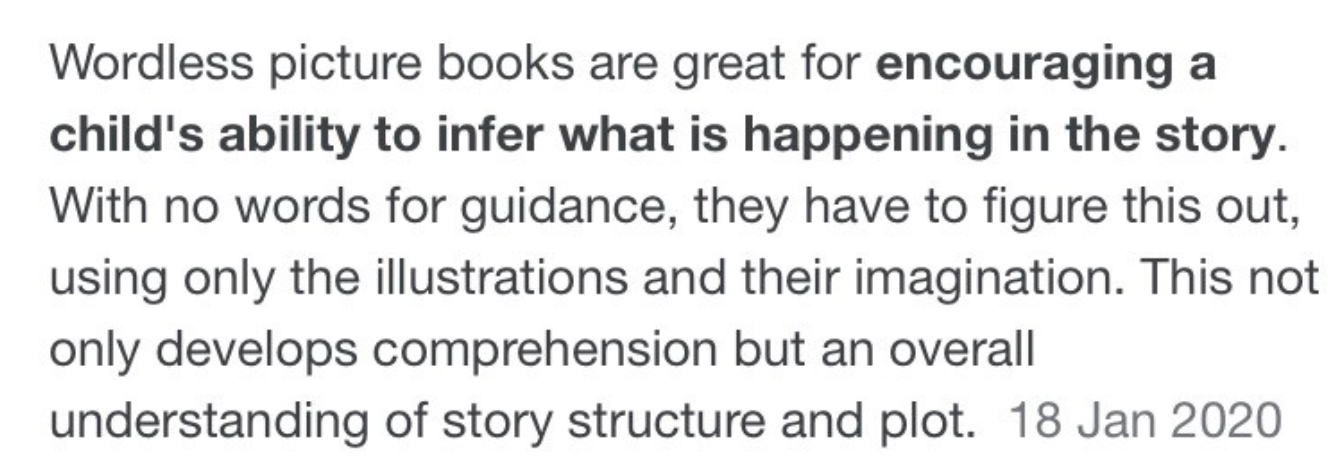 Wordless picture books are great for encouraging a
child's ability to infer what is happening in the story.
With no words for guidance, they have to figure this out,
using only the illustrations and their imagination. This not
only develops comprehension but an overall
understanding of story structure and plot. 18 Jan 2020